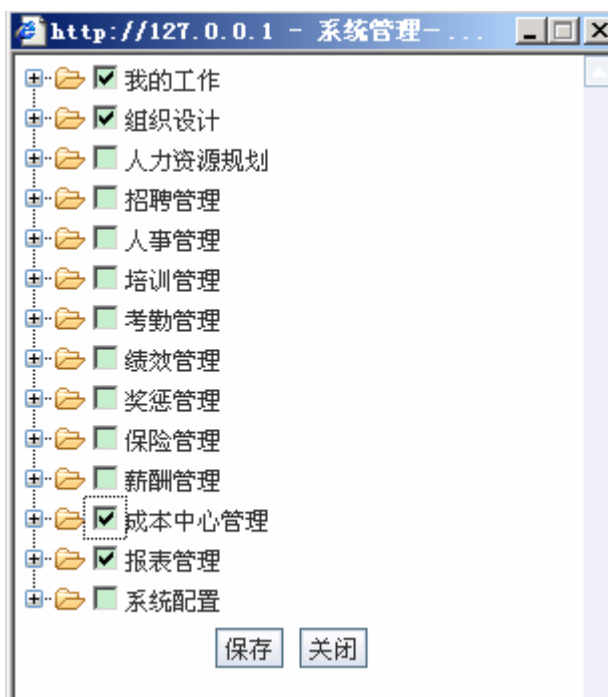 http://127.0.0.1 - 系统管理-...
我的工作
组织设计
人力资源规划
招聘管理
人事管理
培训管理
考勤管理
绩效管理
奖惩管理
保险管理
薪酬管理
成本中心管理
报表管理
系统配置
保存 关闭